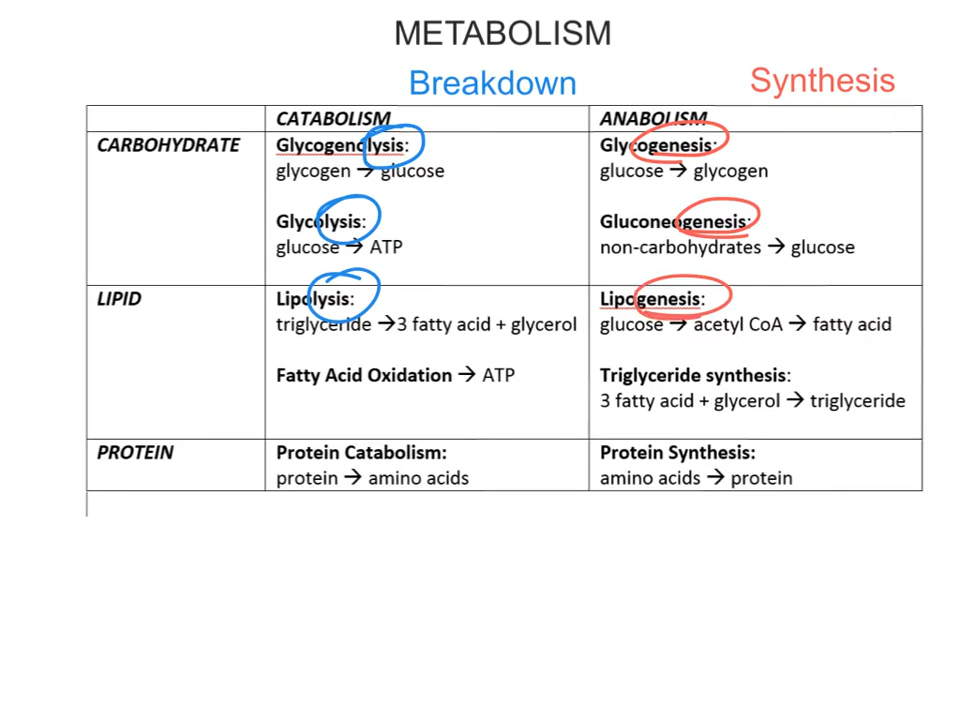 METABOLISM
Breakdown Synthesis
CATABOLISM ANABOLISM
CARBOHYDRATE Glycogenolysis: Glycogenesis:
glycogen → glucose glucose → glycogen
Glycolysis: Gluconeogenesis:
glucose → ATP non-carbohydrates → glucose
LIPID Lipolysis: Lipogenesis:
triglyceride →3 fatty acid + glycerol glucose → acetyl CoA → fatty acid
Fatty Acid Oxidation → ATP Triglyceride synthesis:
3 fatty acid + glycerol → triglyceride
PROTEIN Protein Catabolism: Protein Synthesis:
protein → amino acids amino acids → protein